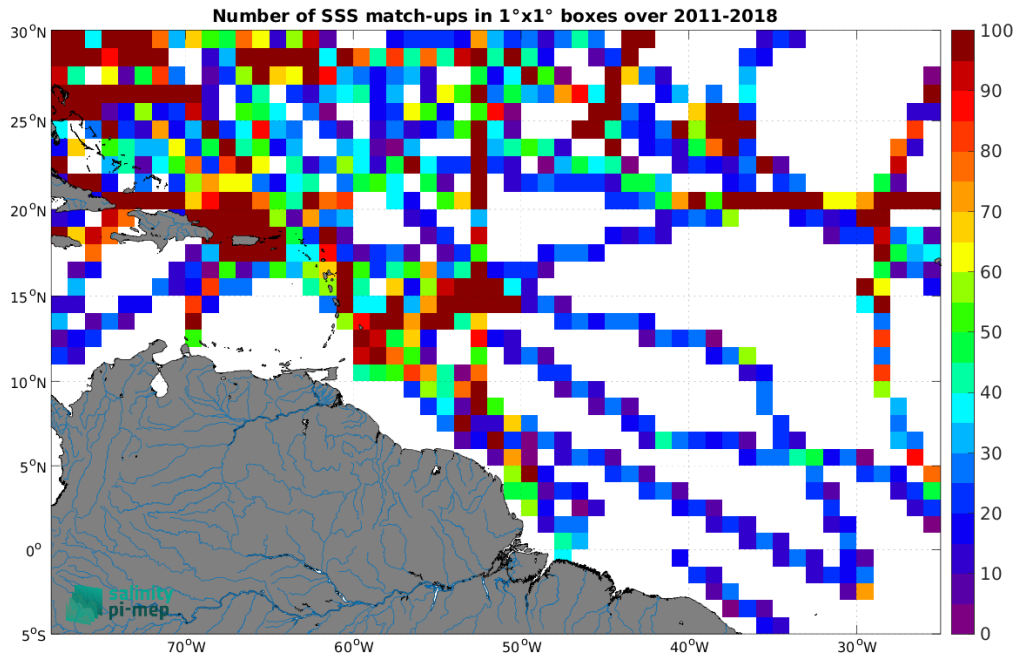 Number of SSS match-ups in 1°x1° boxes over 2011-2018
30°N
25°N
20°N
15°N
10°N
5°N
0°
5°S
70°W
60°W
50°W
40°W
30°W
100
90
80
70
60
50
40
30
20
10
0
salinity
pi-mep